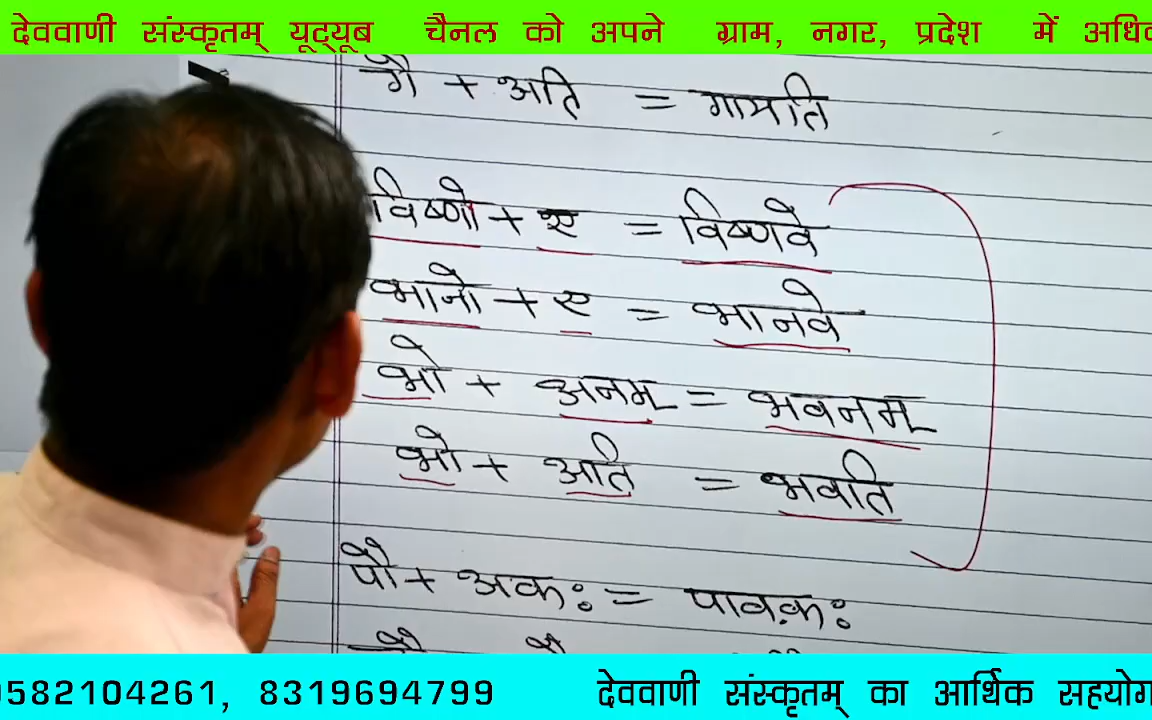 देववाणी संस्कृतम् यूट्यूब चैनल को अपने ग्राम, नगर, प्रदेश में
गै + अति = गायति
विष्णो + ए = विष्णवे
भानो + ए = भानवे
भो + अनम् = भवनम्
भो + अति = भवति
पौ + अकः = पावकः
9582104261, 8319694799 देववाणी संस्कृतम् का आर्थिक